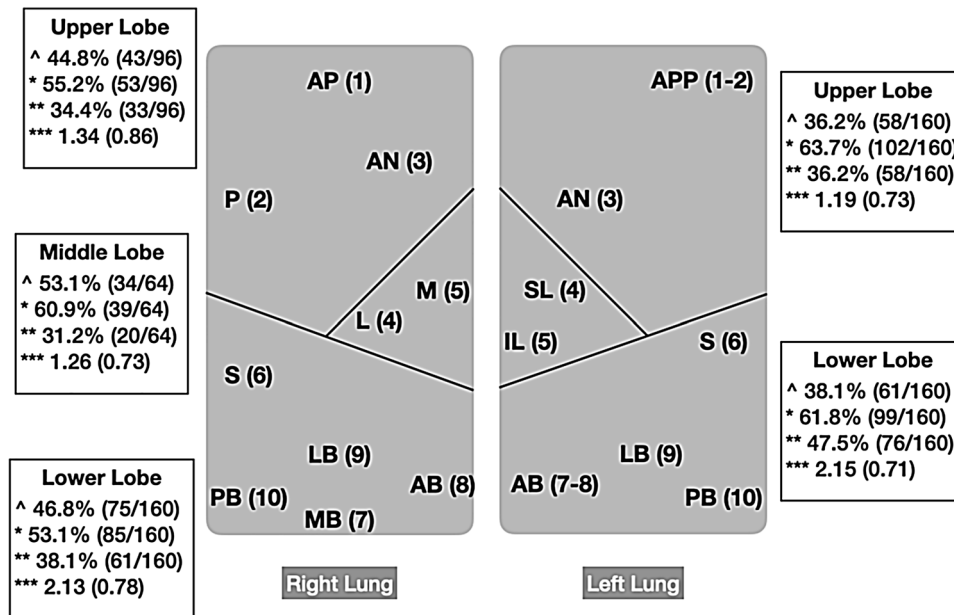 Upper Lobe
^ 44.8% (43/96)
* 55.2% (53/96)
** 34.4% (33/96)
*** 1.34 (0.86)
Middle Lobe
^ 53.1% (34/64)
* 60.9% (39/64)
** 31.2% (20/64)
*** 1.26 (0.73)
Lower Lobe
^ 46.8% (75/160)
* 53.1% (85/160)
** 38.1% (61/160)
*** 2.13 (0.78)
AP (1)
AN (3)
P (2)
M (5)
L (4)
S (6)
LB (9)
AB (8)
PB (10)
MB (7)
Right Lung
APP (1-2)
AN (3)
SL (4)
IL (5)
S (6)
LB (9)
AB (7-8)
PB (10)
Left Lung
Upper Lobe
^ 36.2% (58/160)
* 63.7% (102/160)
** 36.2% (58/160)
*** 1.19 (0.73)
Lower Lobe
^ 38.1% (61/160)
* 61.8% (99/160)
** 47.5% (76/160)
*** 2.15 (0.71)